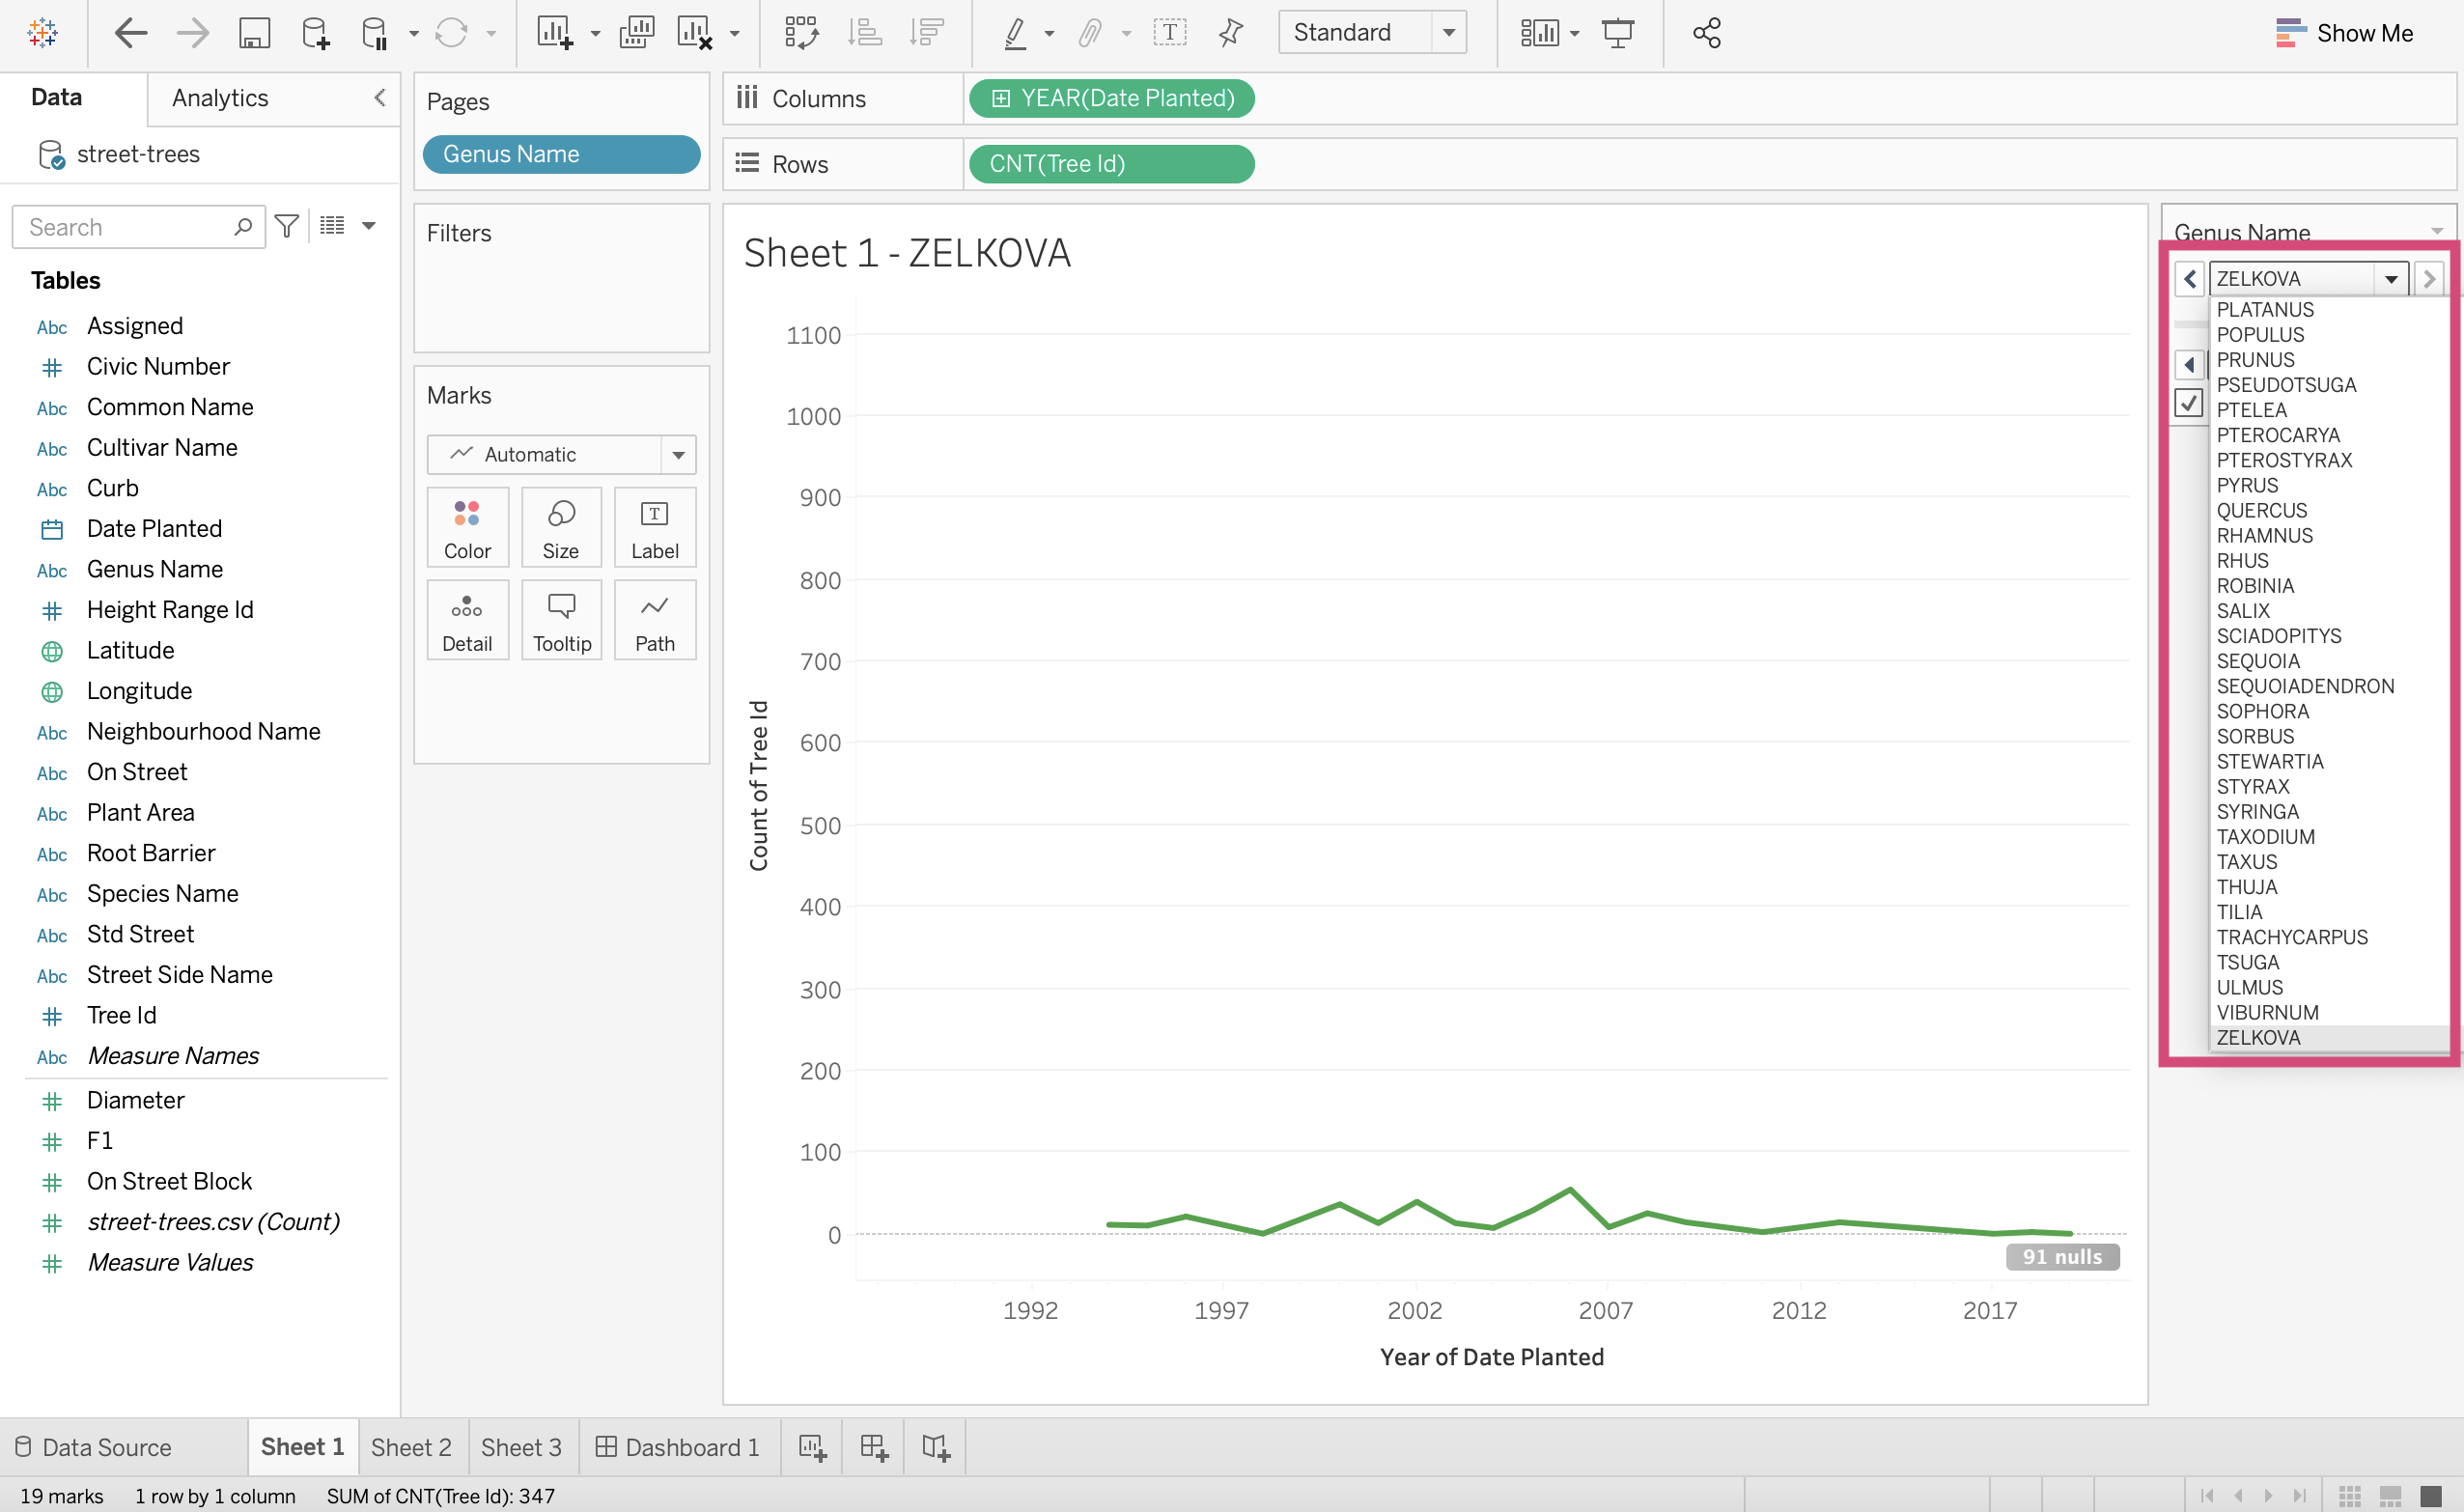 Standard
Show Me
Data
Analytics
street-trees
Search
Tables
Abc Assigned
Civic Number
Abc Common Name
Abc Cultivar Name
Abc Curb
Date Planted
Abc Genus Name
Height Range Id
Latitude
Longitude
Abc Neighbourhood Name
Abc On Street
Abc Plant Area
Abc Root Barrier
Abc Species Name
Abc Std Street
Abc Street Side Name
Tree Id
Abc Measure Names
Diameter
F1
On Street Block
street-trees.csv (Count)
Measure Values
Pages
Genus Name
Filters
Marks
Automatic
Color
Size
T
Label
Detail
Tooltip
Path
Columns
YEAR(Date Planted)
Rows
CNT(Tree Id)
Sheet 1 - ZELKOVA
Count of Tree Id
1100
1000
900
800
700
600
500
400
300
200
100
0
91 nulls
1992
1997
2002
2007
2012
2017
Year of Date Planted
Genus Name
ZELKOVA
PLATANUS
POPULUS
PRUNUS
PSEUDOTSUGA
PTELEA
PTEROCARYA
PTEROSTYRAX
PYRUS
QUERCUS
RHAMNUS
RHUS
ROBINIA
SALIX
SCIADOPITYS
SEQUOIA
SEQUOIADENDRON
SOPHORA
SORBUS
STEWARTIA
STYRAX
SYRINGA
TAXODIUM
TAXUS
THUJA
TILIA
TRACHYCARPUS
TSUGA
ULMUS
VIBURNUM
ZELKOVA
Data Source
Sheet 1
Sheet 2
Sheet 3
Dashboard 1
19 marks
1 row by 1 column
SUM of CNT(Tree Id): 347